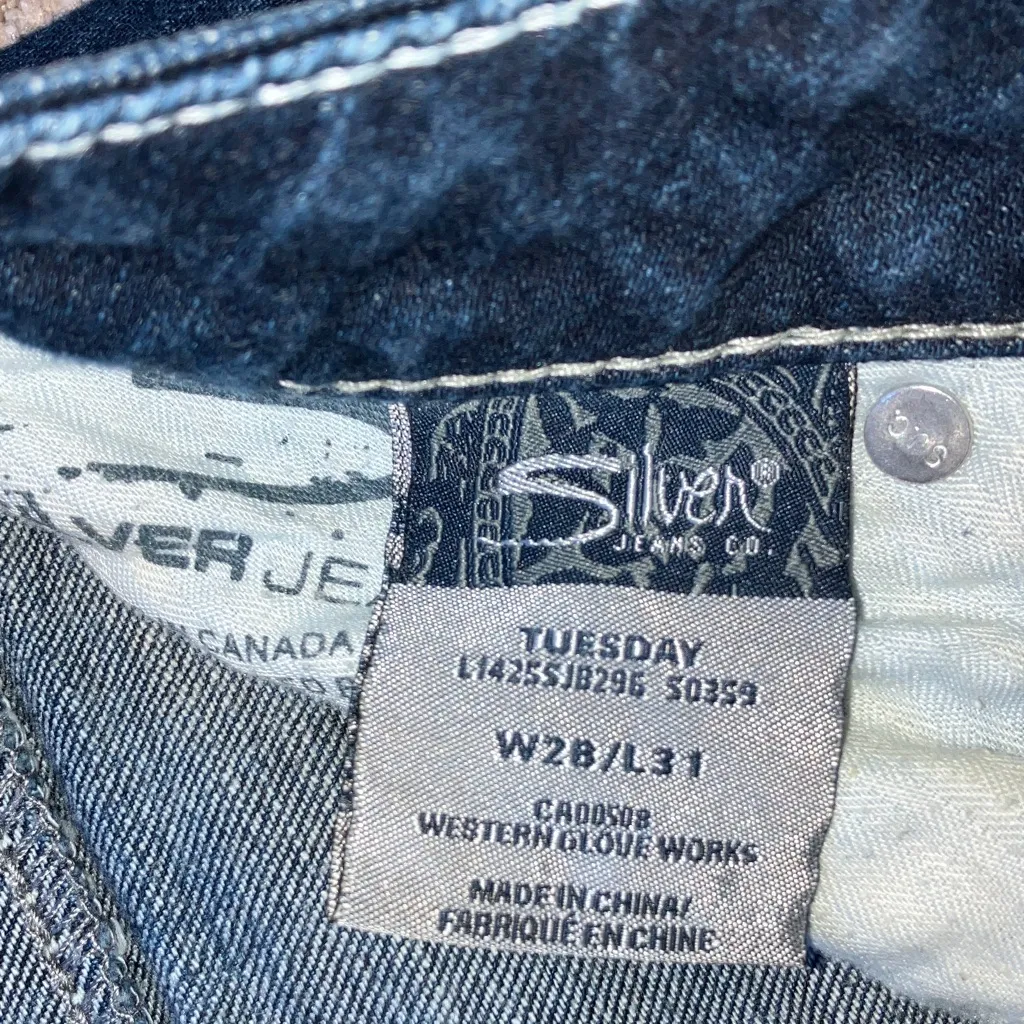 Silver®
JEANS CO.
TUESDAY
L1425SJB296 S0359
W28/L31
CA00508
WESTERN GLOVE WORKS
MADE IN CHINA/
FABRIQUÉ EN CHINE
VER JE
CANADA